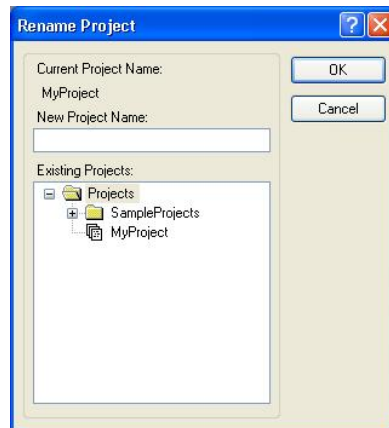 Rename Project
Current Project Name:
OK
MyProject
Cancel
New Project Name:
Existing Projects:
Projects
SampleProjects
MyProject